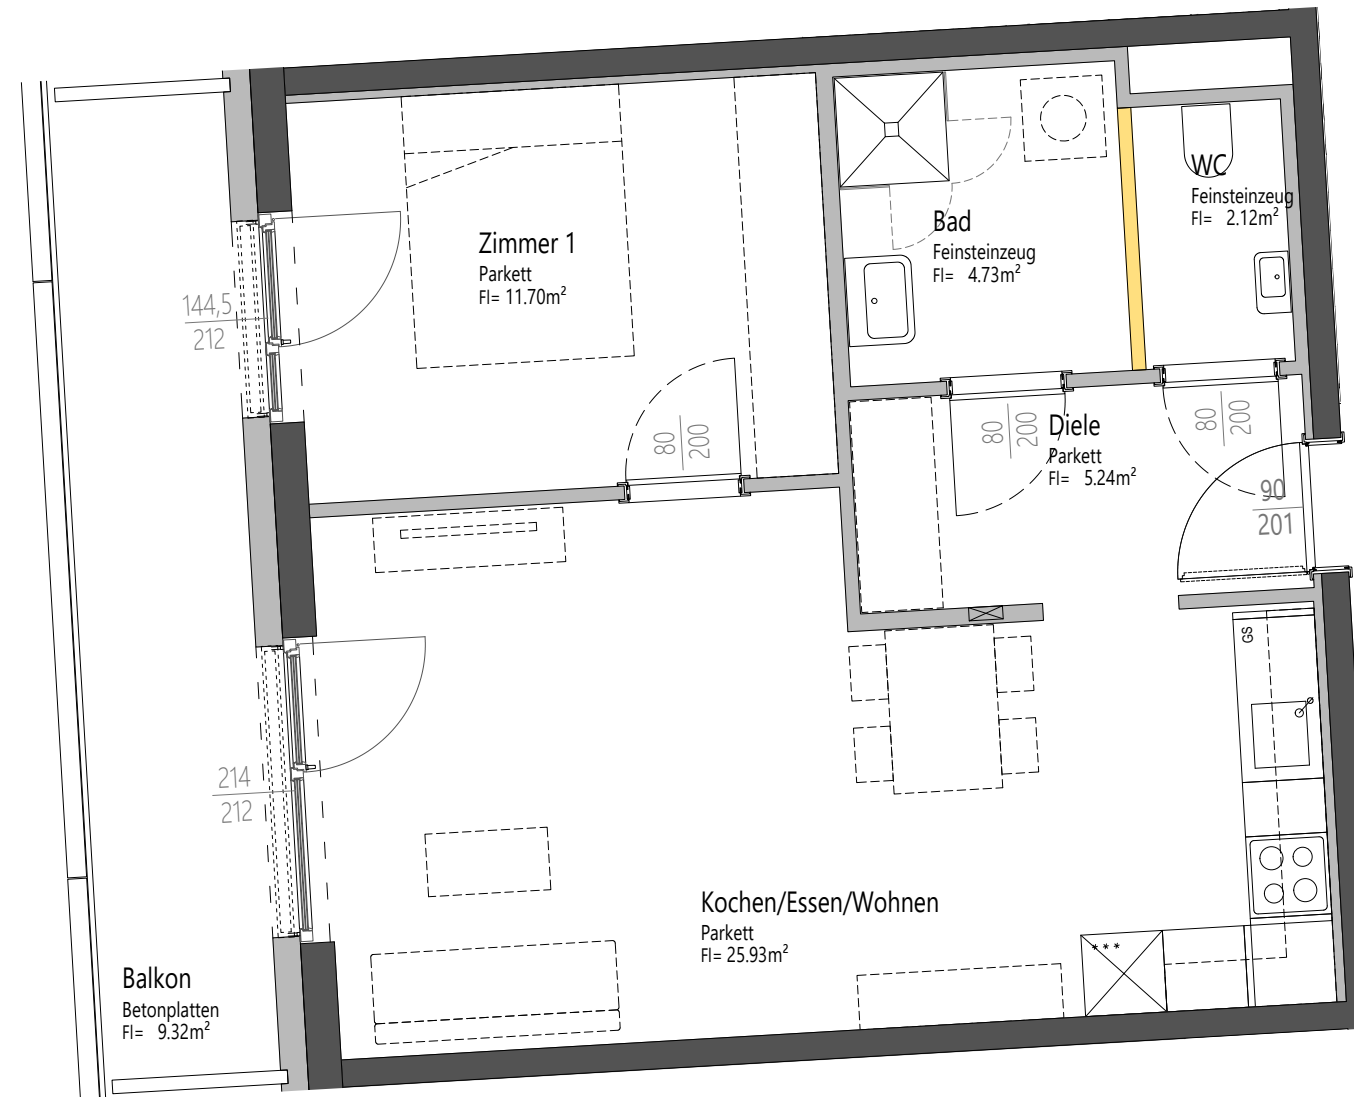 WC
Feinsteinzeug
Fl= 2.12m²
Bad
Feinsteinzeug
Fl= 4.73m²
Zimmer 1
Parkett
Fl= 11.70m²
144,5
212
80
200
80
200
80
200
Diele
Parkett
Fl= 5.24m²
90
201
GS
214
212
Kochen/Essen/Wohnen
Parkett
Fl= 25.93m²
***
Balkon
Betonplatten
Fl= 9.32m²